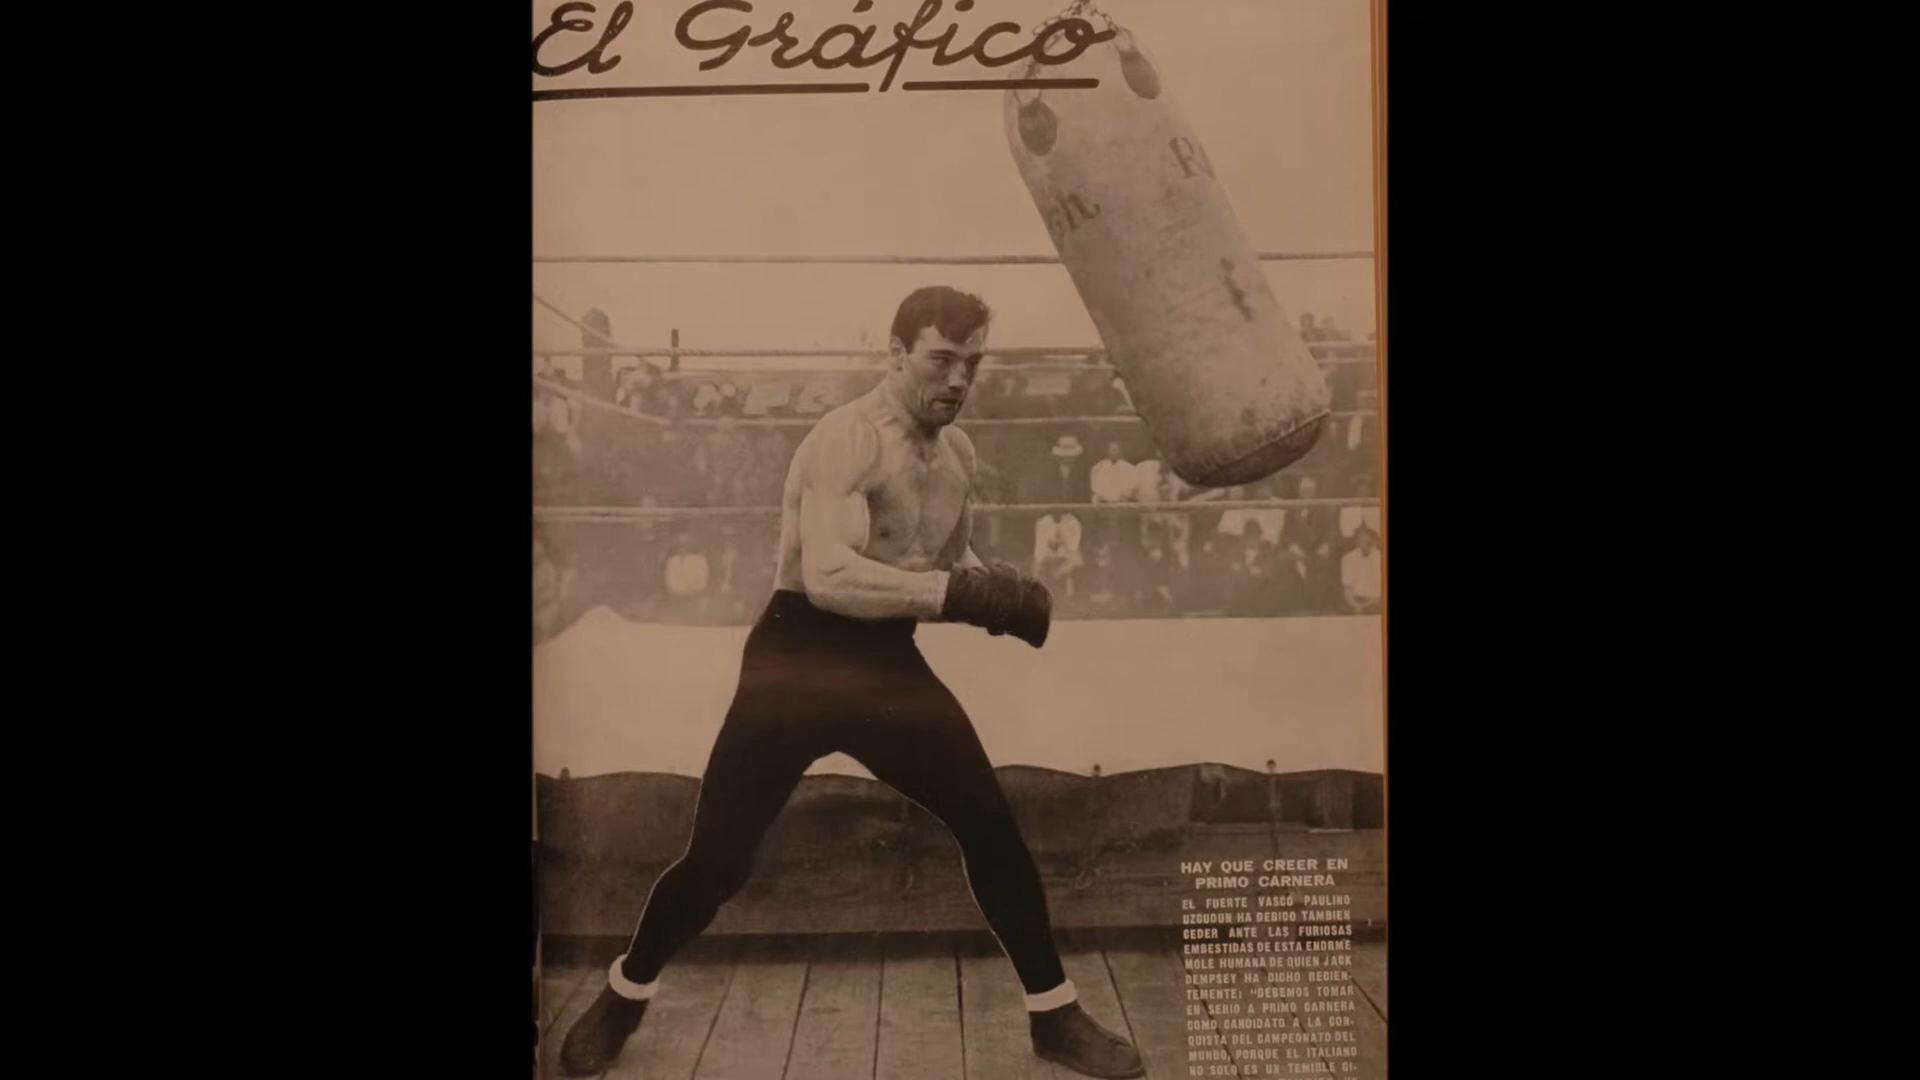 El Gráfico
HAY QUE CREER EN
PRIMO CARNERA
EL FUERTE VASCO PAULINO
UZCUDUN HA DEBIDO TAMBIEN
CEDER ANTE LAS FURIOSAS
EMBESTIDAS DE ESTA ENORME
MOLE HUMANA DE QUIEN JACK
DEMPSEY HA DICHO RECIEN-
TEMENTE: "DEBEMOS TOMAR
EN SERIO A PRIMO CARNERA
COMO CANDIDATO A LA CON-
QUISTA DEL CAMPEONATO DEL
MUNDO, PORQUE EL ITALIANO
NO SOLO ES UN TEMIBLE GI-